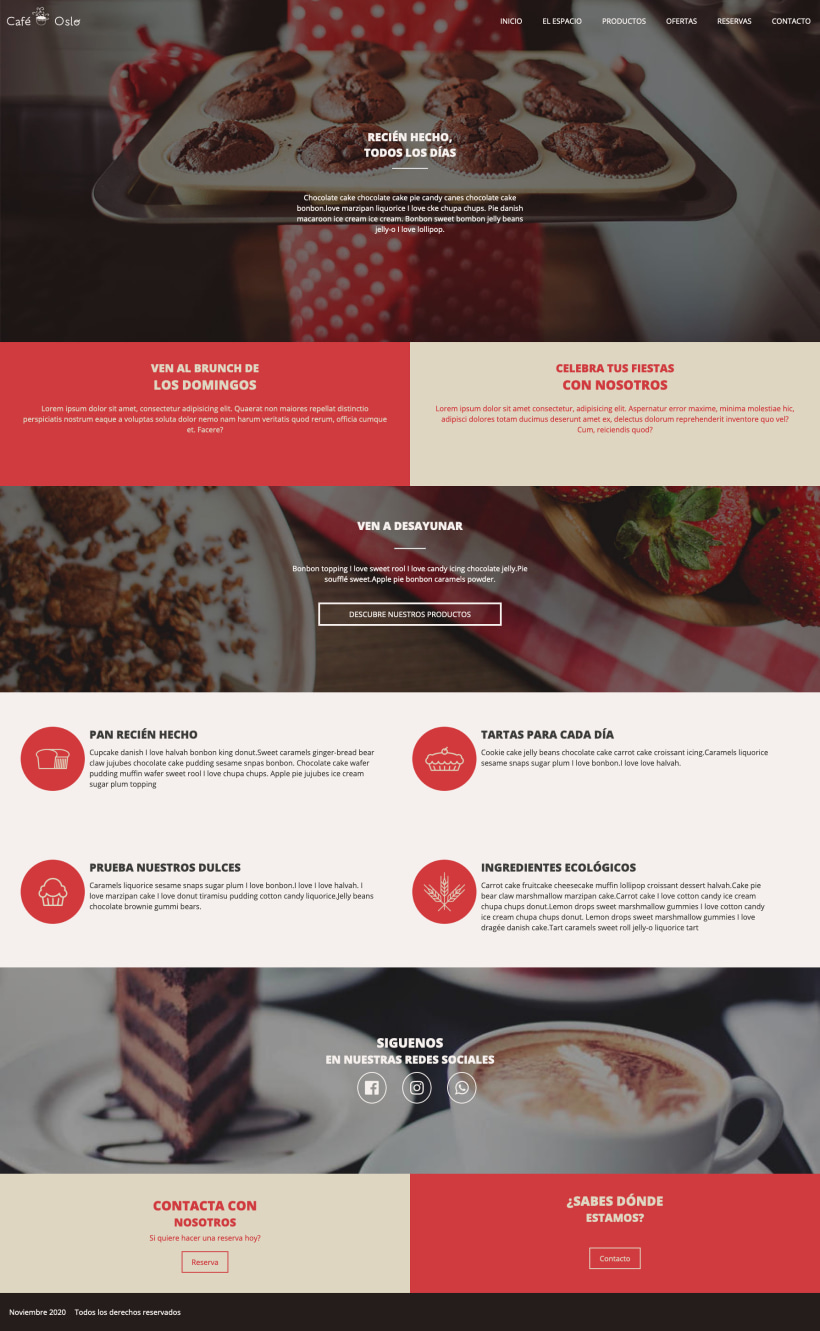 Café Oslo
INICIO EL ESPACIO PRODUCTOS OFERTAS RESERVAS CONTACTO
RECIÉN HECHO,
TODOS LOS DÍAS
Chocolate cake chocolate cake pie candy canes chocolate cake
bonbon.love marzipan liquorice I love cke chupa chups. Pie danish
macaroon ice cream ice cream. Bonbon sweet bombon jelly beans
jelly-o I love lollipop.
VEN AL BRUNCH DE
LOS DOMINGOS
Lorem ipsum dolor sit amet, consectetur adipisicing elit. Quaerat non maiores repellat distinctio
perspiciatis nostrum eaque a voluptas soluta dolor nemo nam harum veritatis quod rerum, officia cumque
et. Facere?
CELEBRA TUS FIESTAS
CON NOSOTROS
Lorem ipsum dolor sit amet consectetur, adipisicing elit. Aspernatur error maxime, minima molestiae hic,
adipisci dolores totam ducimus deserunt amet ex, delectus dolorum reprehenderit inventore quo vel?
Cum, reiciendis quod?
VEN A DESAYUNAR
Bonbon topping I love sweet rool I love candy icing chocolate jelly.Pie
soufflé sweet.Apple pie bonbon caramels powder.
DESCUBRE NUESTROS PRODUCTOS
PAN RECIÉN HECHO
Cupcake danish I love halvah bonbon king donut.Sweet caramels ginger-bread bear
claw jujubes chocolate cake pudding sesame snpas bonbon. Chocolate cake wafer
pudding muffin wafer sweet rool I love chupa chups. Apple pie jujubes ice cream
sugar plum topping
TARTAS PARA CADA DÍA
Cookie cake jelly beans chocolate cake carrot cake croissant icing.Caramels liquorice
sesame snaps sugar plum I love bonbon.I love love halvah.
PRUEBA NUESTROS DULCES
Caramels liquorice sesame snaps sugar plum I love bonbon.I love I love halvah. I
love marzipan cake I love donut tiramisu pudding cotton candy liquorice.Jelly beans
chocolate brownie gummi bears.
INGREDIENTES ECOLÓGICOS
Carrot cake fruitcake cheesecake muffin lollipop croissant dessert halvah.Cake pie
bear claw marshmallow marzipan cake.Carrot cake I love cotton candy ice cream
chupa chups donut.Lemon drops sweet marshmallow gummies I love cotton candy
ice cream chupa chups donut. Lemon drops sweet marshmallow gummies I love
dragée danish cake.Tart caramels sweet roll jelly-o liquorice tart
SIGUENOS
EN NUESTRAS REDES SOCIALES
CONTACTA CON
NOSOTROS
Si quiere hacer una reserva hoy?
Reserva
¿SABES DÓNDE
ESTAMOS?
Contacto
Noviembre 2020 Todos los derechos reservados